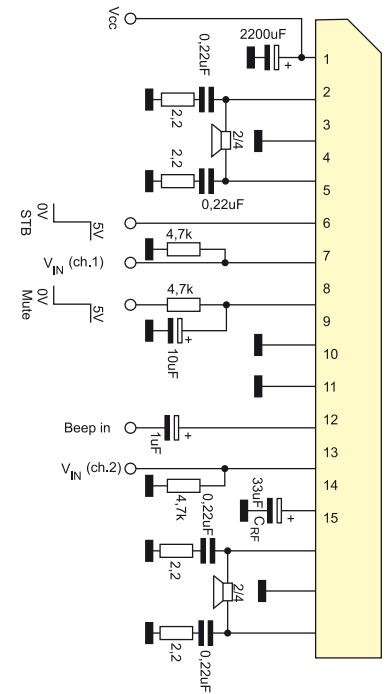 Vcc
2200uF
+
1
0,22uF
2
2,2
3
2/4
4
2,2
5
0,22uF
0V
5V
STB
6
4,7k
VIN (ch.1)
7
4,7k
8
0V
5V
Mute
9
+
10uF
10
11
Beep in
12
+
1uF
13
VIN (ch.2)
14
4,7k
0,22uF
33uF CRF
+
15
2,2
2/4
2,2
0,22uF